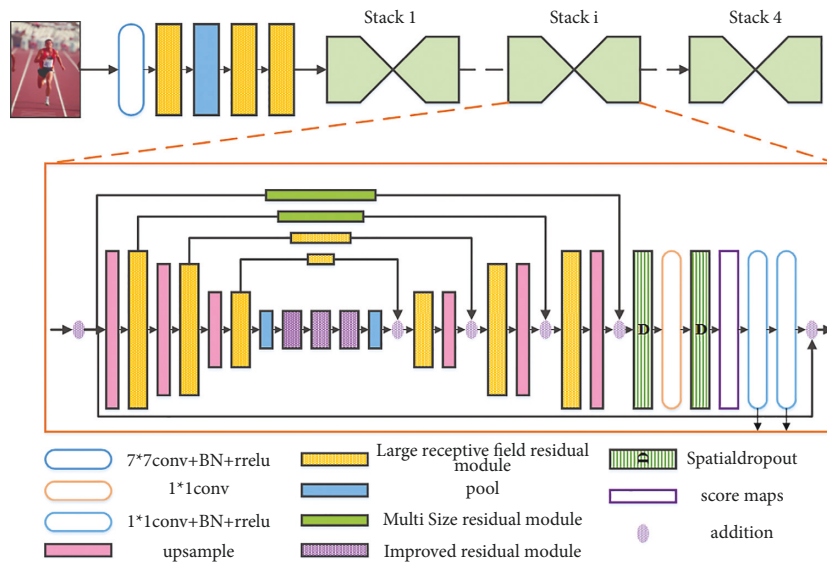 Stack 1
Stack i
Stack 4
D
D
7*7conv+BN+rrelu
1*1conv
1*1conv+BN+rrelu
upsample
Large receptive field residual
module
pool
Multi Size residual module
Improved residual module
D
Spatialdropout
score maps
addition